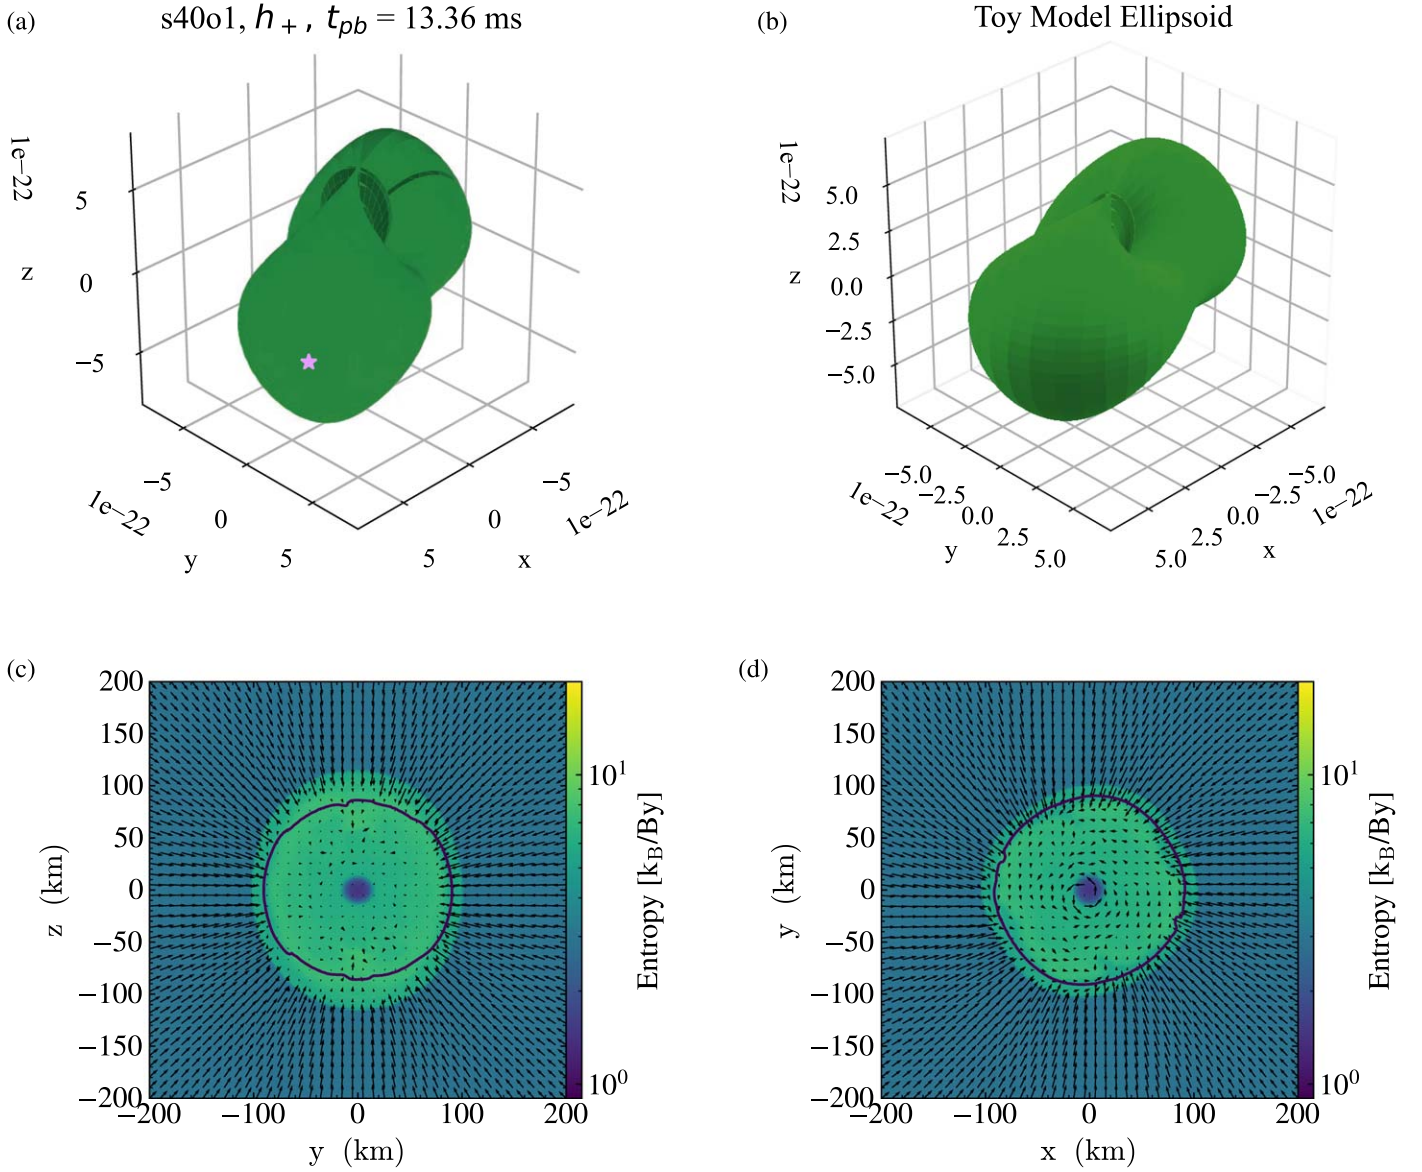 (a)
s40o1, h₊, t_pb = 13.36 ms
1e−22
5
z
0
−5
−5
1e−22
0
y
5
−5
1e−22
0
5
x
(b)
Toy Model Ellipsoid
1e−22
5.0
2.5
z
0.0
−2.5
−5.0
−5.0
1e−22
−2.5
0.0
y
2.5
5.0
−5.0
−2.5
1e−22
0.0
2.5
x
5.0
(c)
200
150
100
50
0
−50
−100
−150
−200
z (km)
−200
−100
0
100
200
y (km)
10¹
10⁰
Entropy [k_B/By]
(d)
200
150
100
50
0
−50
−100
−150
−200
y (km)
−200
−100
0
100
200
x (km)
10¹
10⁰
Entropy [k_B/By]